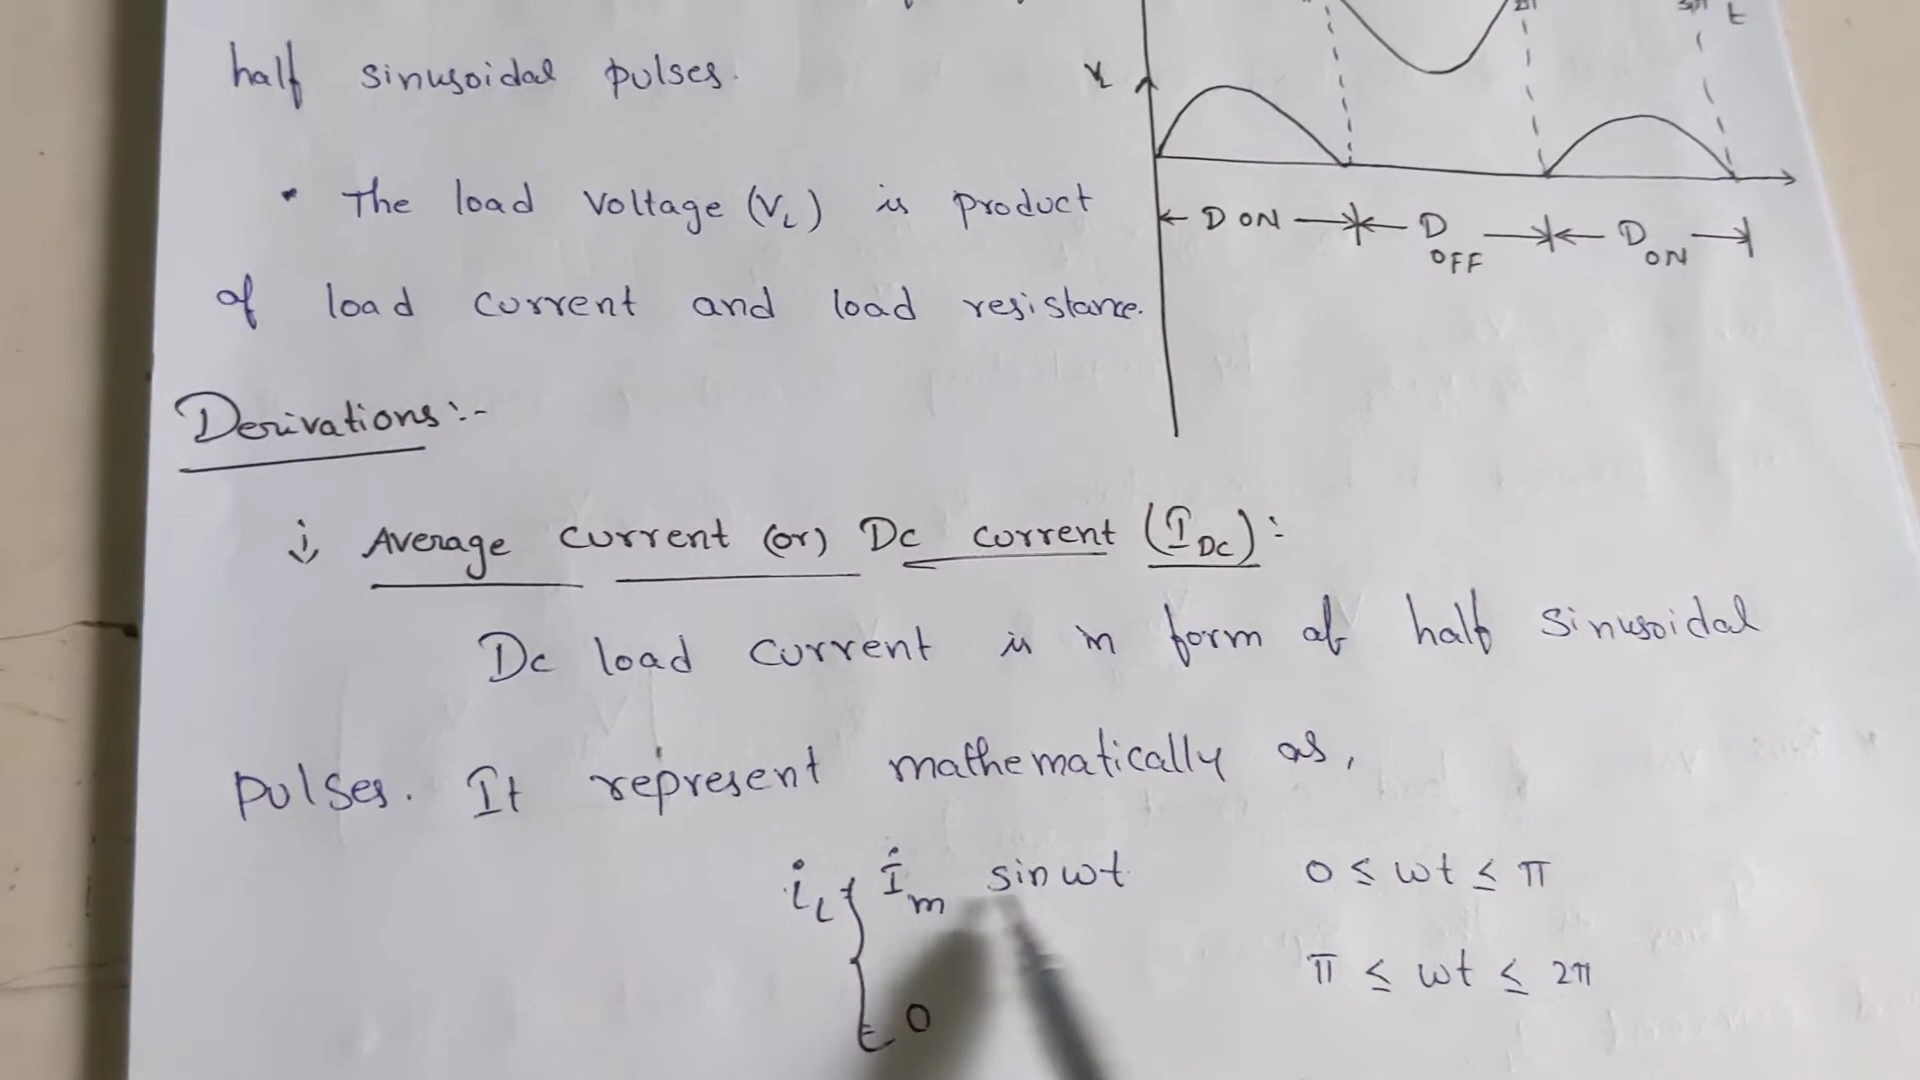 half sinusoidal pulses.
t
VL
• The load voltage (VL) is product
of load current and load resistance.
D ON D OFF D ON
Derivations:-
i, Average current (or) Dc current (IDC):
Dc load current is in form of half sinusoidal
pulses. It represent mathematically as,
iL { Im sinωt 0 ≤ ωt ≤ π
0 π ≤ ωt ≤ 2π